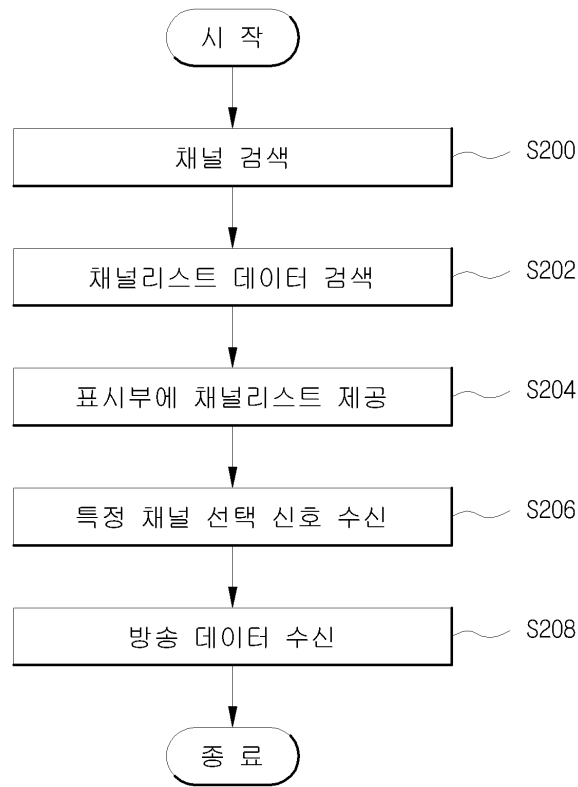 시 작
채널 검색
S200
채널리스트 데이터 검색
S202
표시부에 채널리스트 제공
S204
특정 채널 선택 신호 수신
S206
방송 데이터 수신
S208
종 료